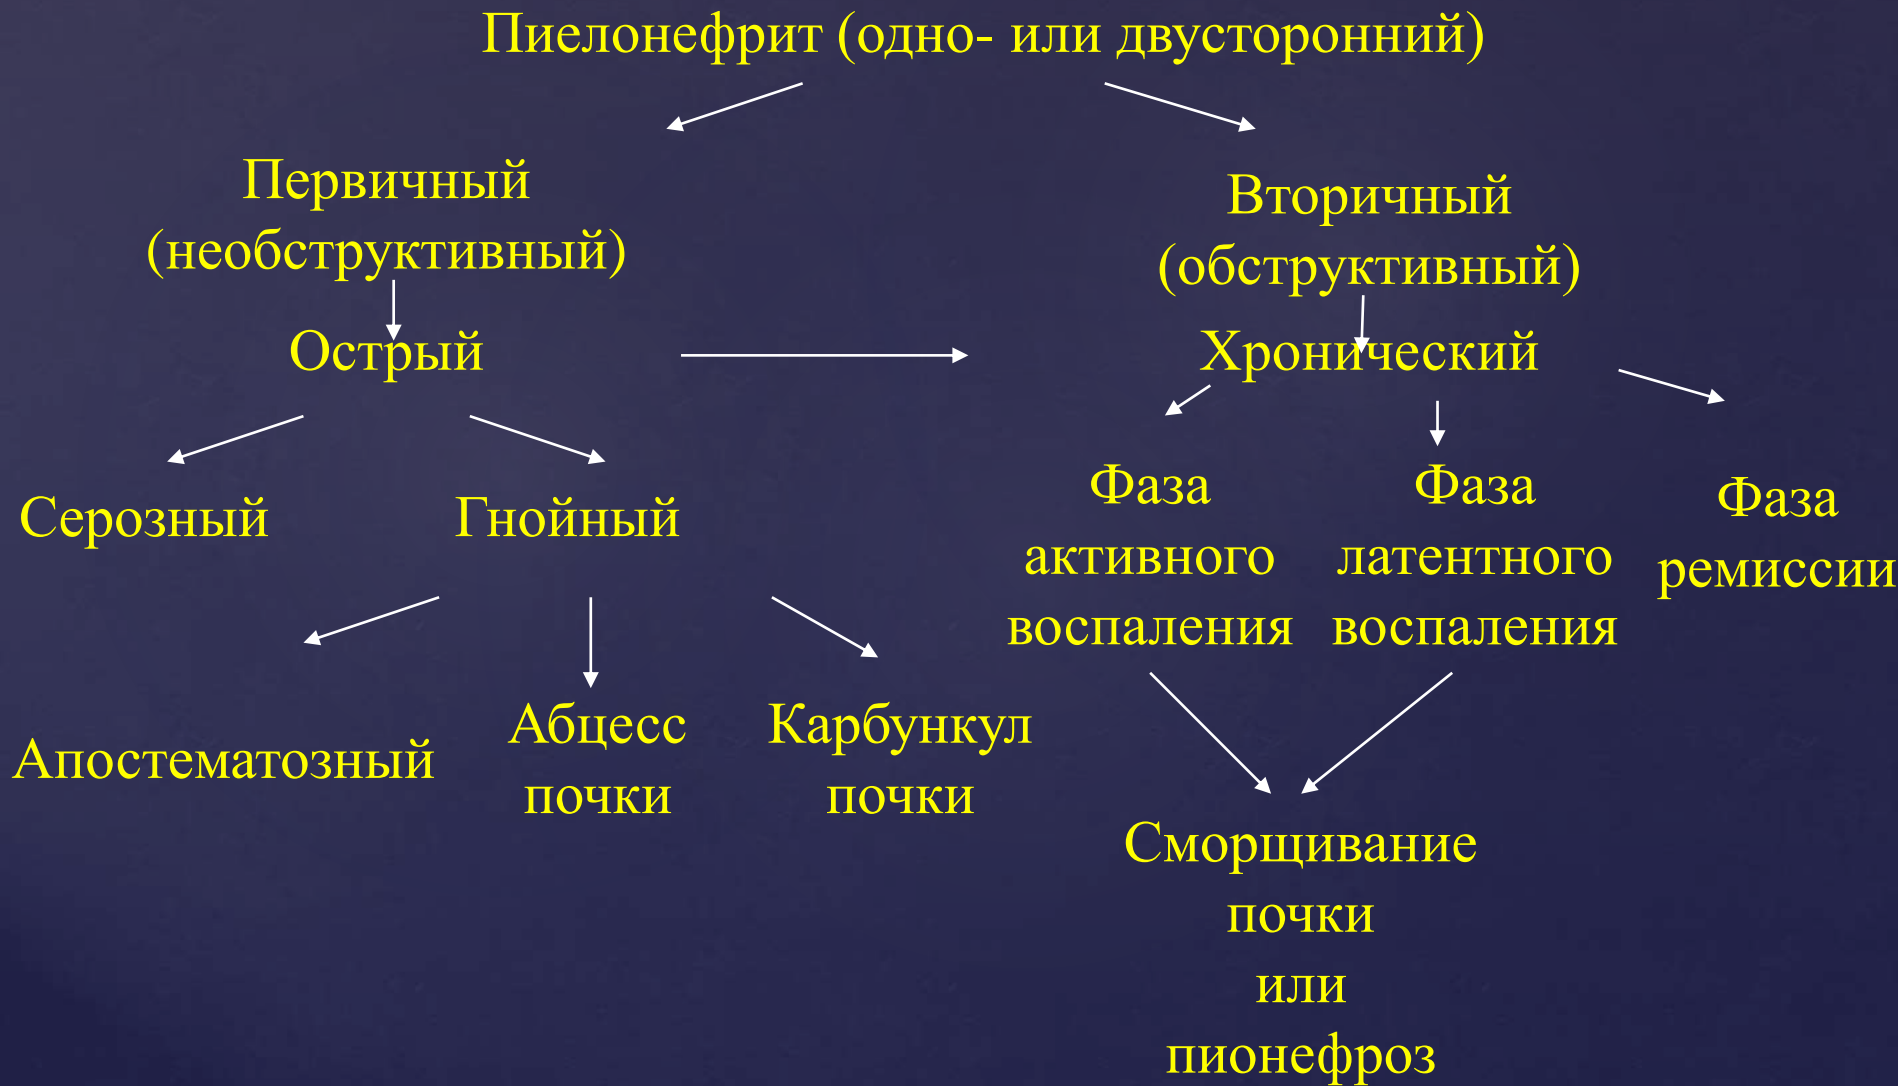 Пиелонефрит (одно- или двусторонний)
Первичный
(необструктивный)
Вторичный
(обструктивный)
Острый
Хронический
Серозный
Гнойный
Фаза
активного
воспаления
Фаза
латентного
воспаления
Фаза
ремиссии
Апостематозный
Абцесс
почки
Карбункул
почки
Сморщивание
почки
или
пионефроз